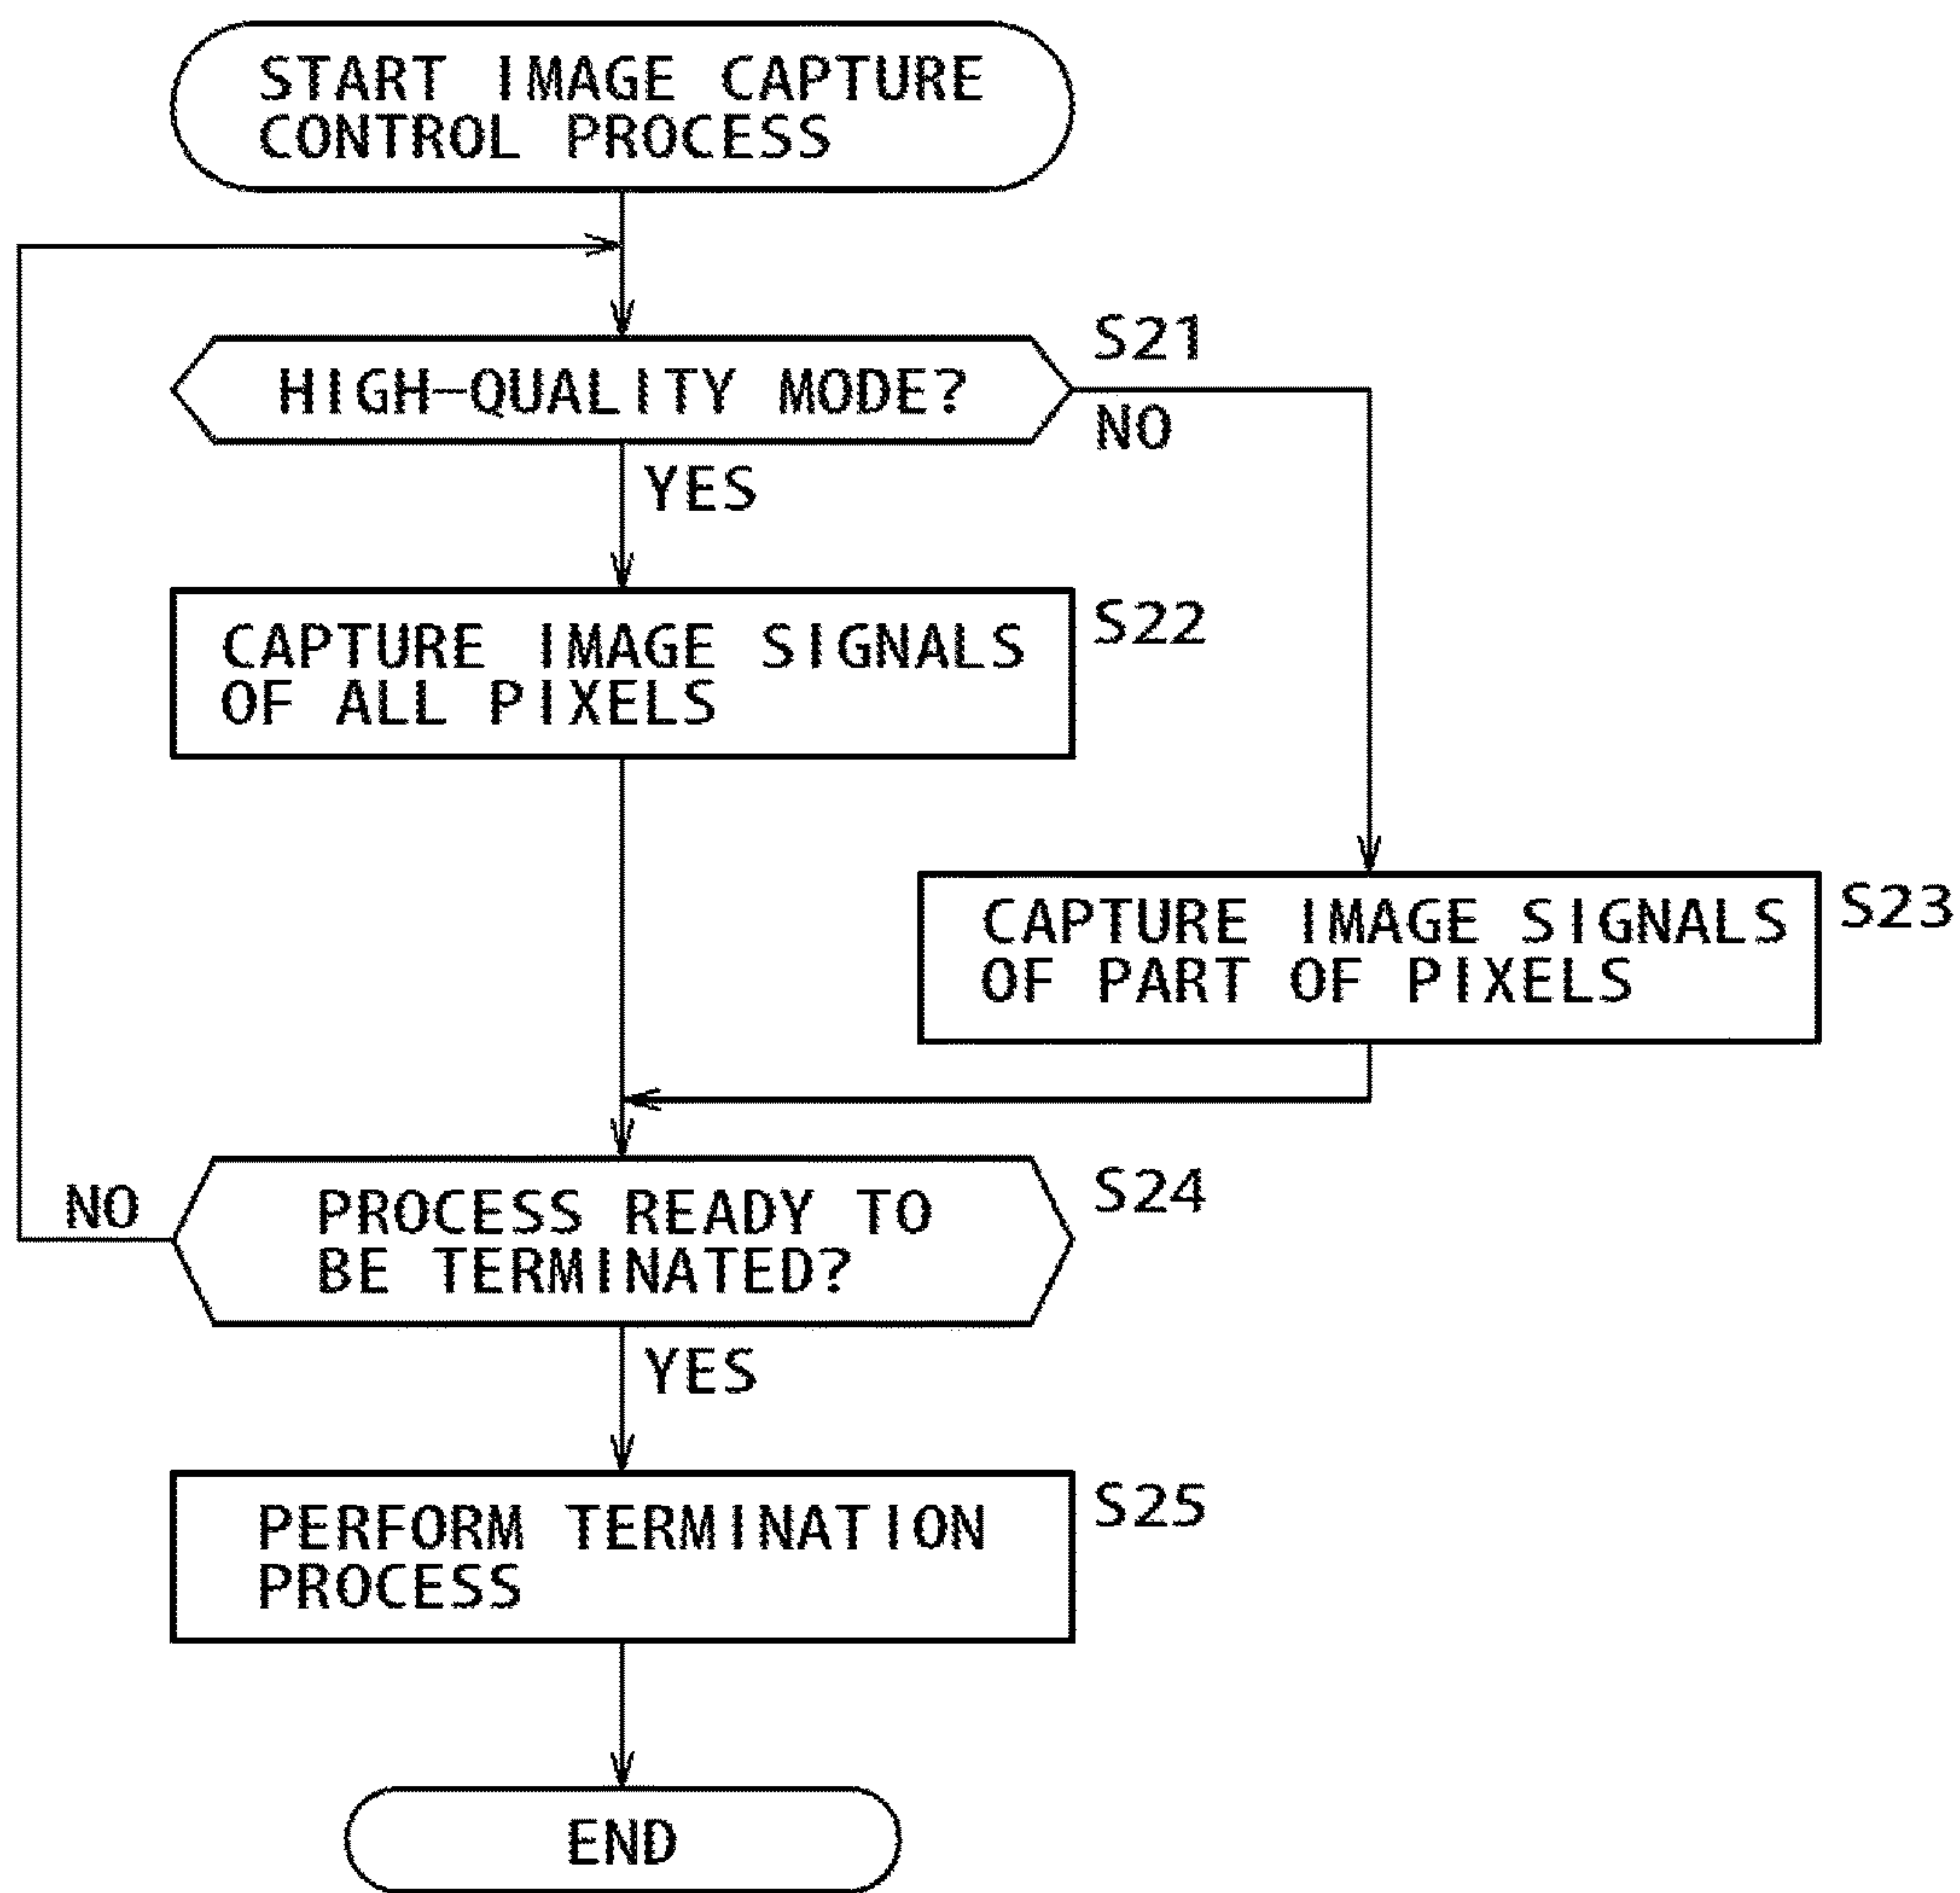 START IMAGE CAPTURE
CONTROL PROCESS
S21
HIGH-QUALITY MODE?
NO
YES
S22
CAPTURE IMAGE SIGNALS
OF ALL PIXELS
S23
CAPTURE IMAGE SIGNALS
OF PART OF PIXELS
S24
NO
PROCESS READY TO
BE TERMINATED?
YES
S25
PERFORM TERMINATION
PROCESS
END